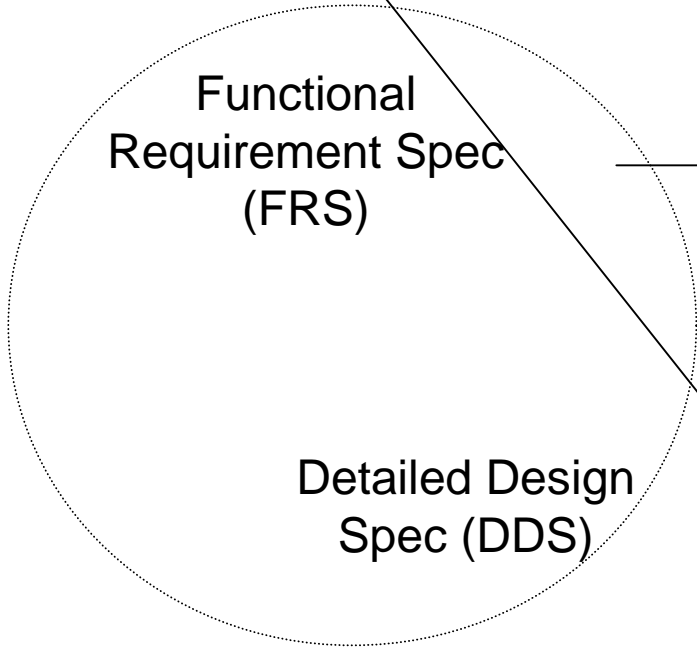 Functional
Requirement Spec
(FRS)
Detailed Design
Spec (DDS)